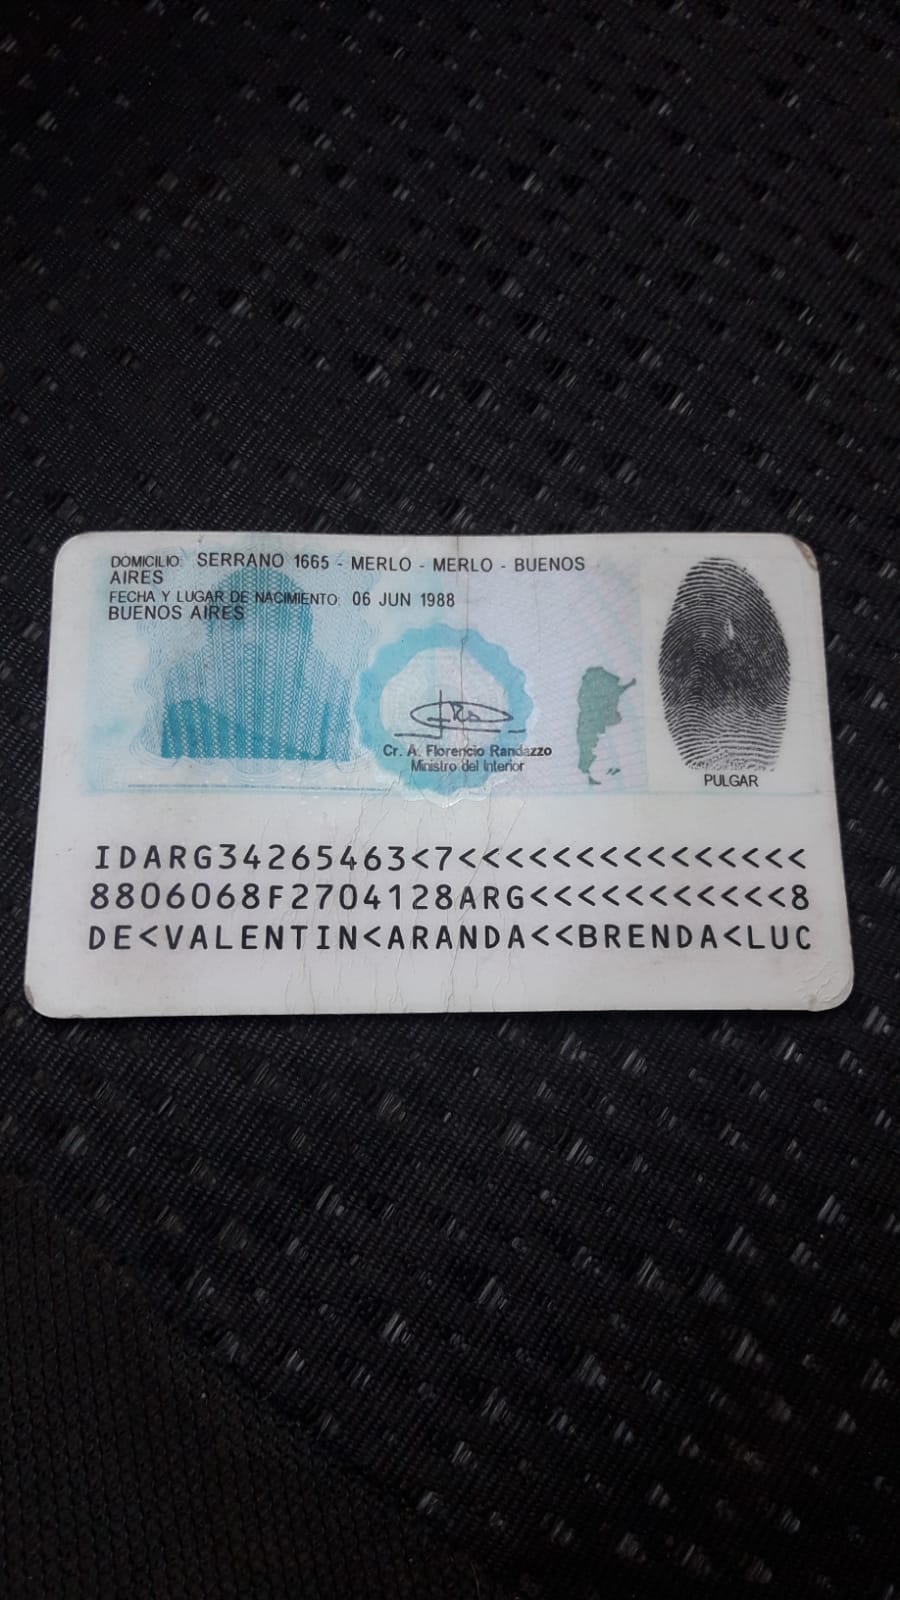 DOMICILIO: SERRANO 1665 - MERLO - MERLO - BUENOS
AIRES
FECHA Y LUGAR DE NACIMIENTO: 06 JUN 1988
BUENOS AIRES
Cr. A. Florencio Randazzo
Ministro del Interior
PULGAR
IDARG34265463<7<<<<<<<<<<<<<<<
8806068F2704128ARG<<<<<<<<<<<8
DE<VALENTIN<ARANDA<<BRENDA<LUC